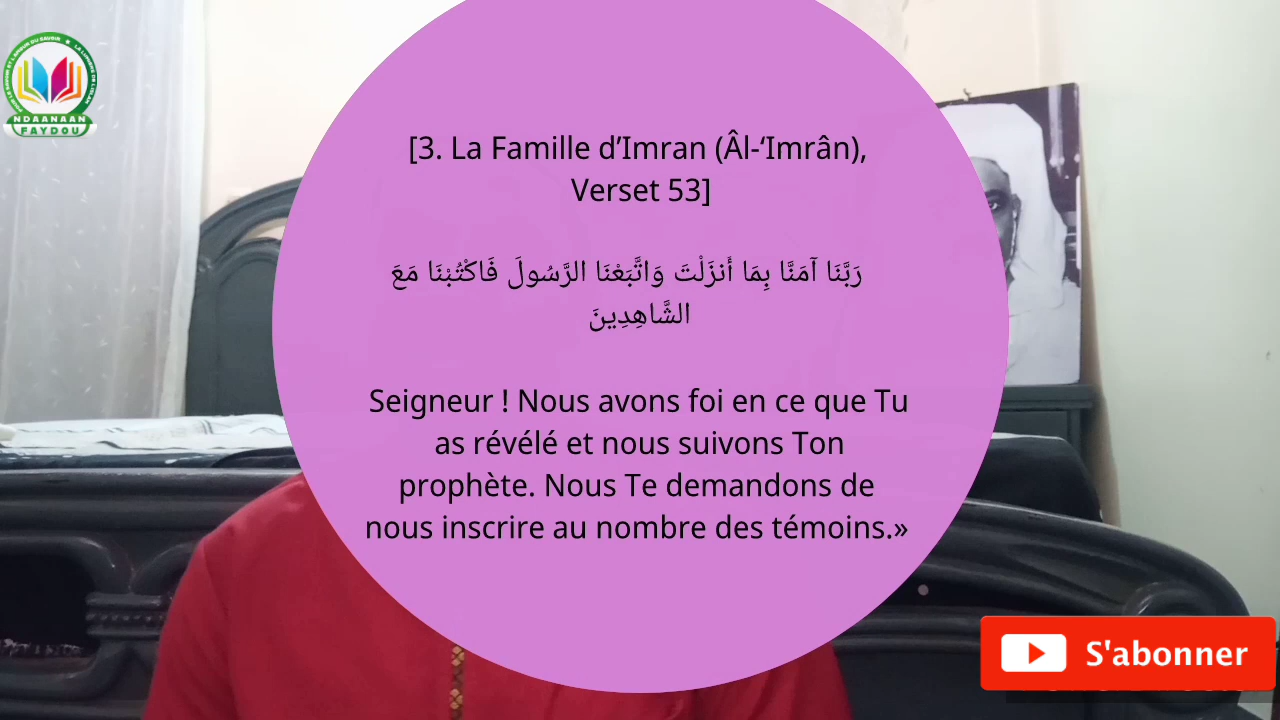 [3. La Famille d’Imran (Âl-‘Imrân),
Verset 53]
رَبَّنَا آمَنَّا بِمَا أَنزَلْتَ وَاتَّبَعْنَا الرَّسُولَ فَاكْتُبْنَا مَعَ
الشَّاهِدِينَ
Seigneur ! Nous avons foi en ce que Tu
as révélé et nous suivons Ton
prophète. Nous Te demandons de
nous inscrire au nombre des témoins.»
NDAANAAN
FAYDOU
S'abonner